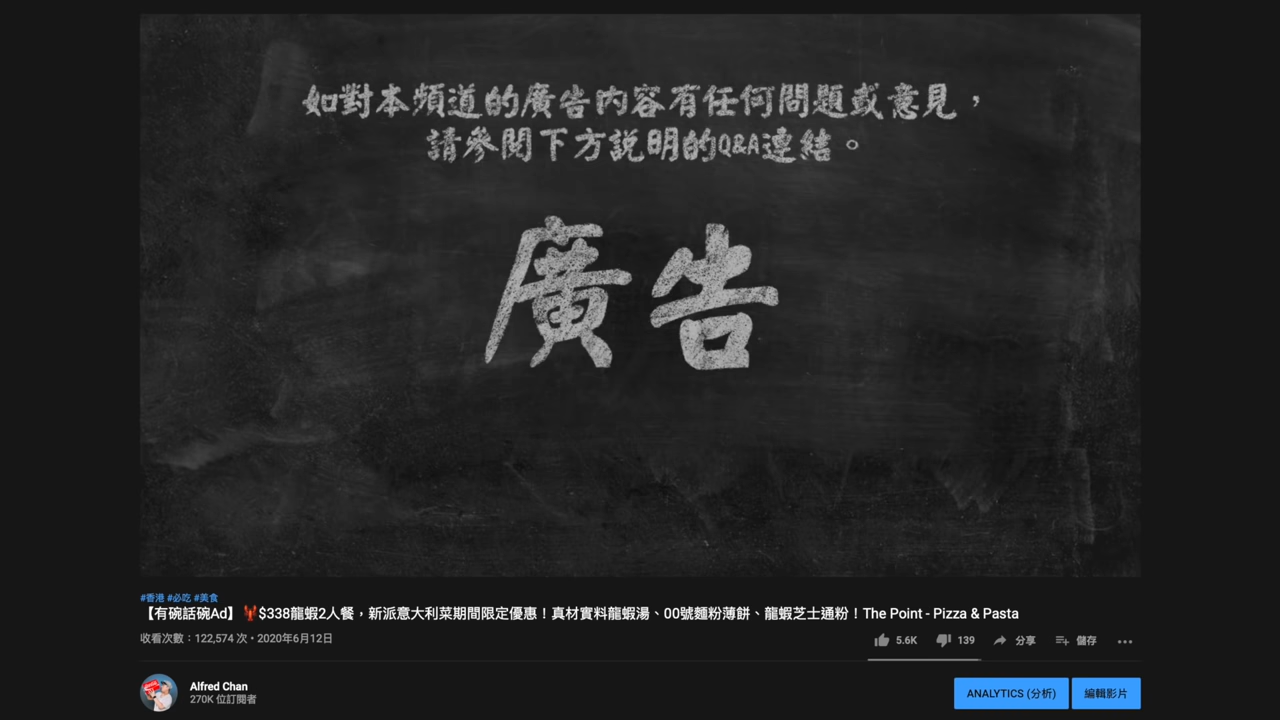 如對本頻道的廣告內容有任何問題或意見，
請參閱下方説明的Q&A連結。
廣告
#香港 #必吃 #美食
【有碗話碗Ad】🦞$338龍蝦2人餐，新派意大利菜期間限定優惠！真材實料龍蝦湯、00號麵粉薄餅、龍蝦芝士通粉！The Point - Pizza & Pasta
收看次數：122,574 次 • 2020年6月12日
5.6K 139 分享 儲存
Alfred Chan
270K 位訂閱者
ANALYTICS (分析) 編輯影片